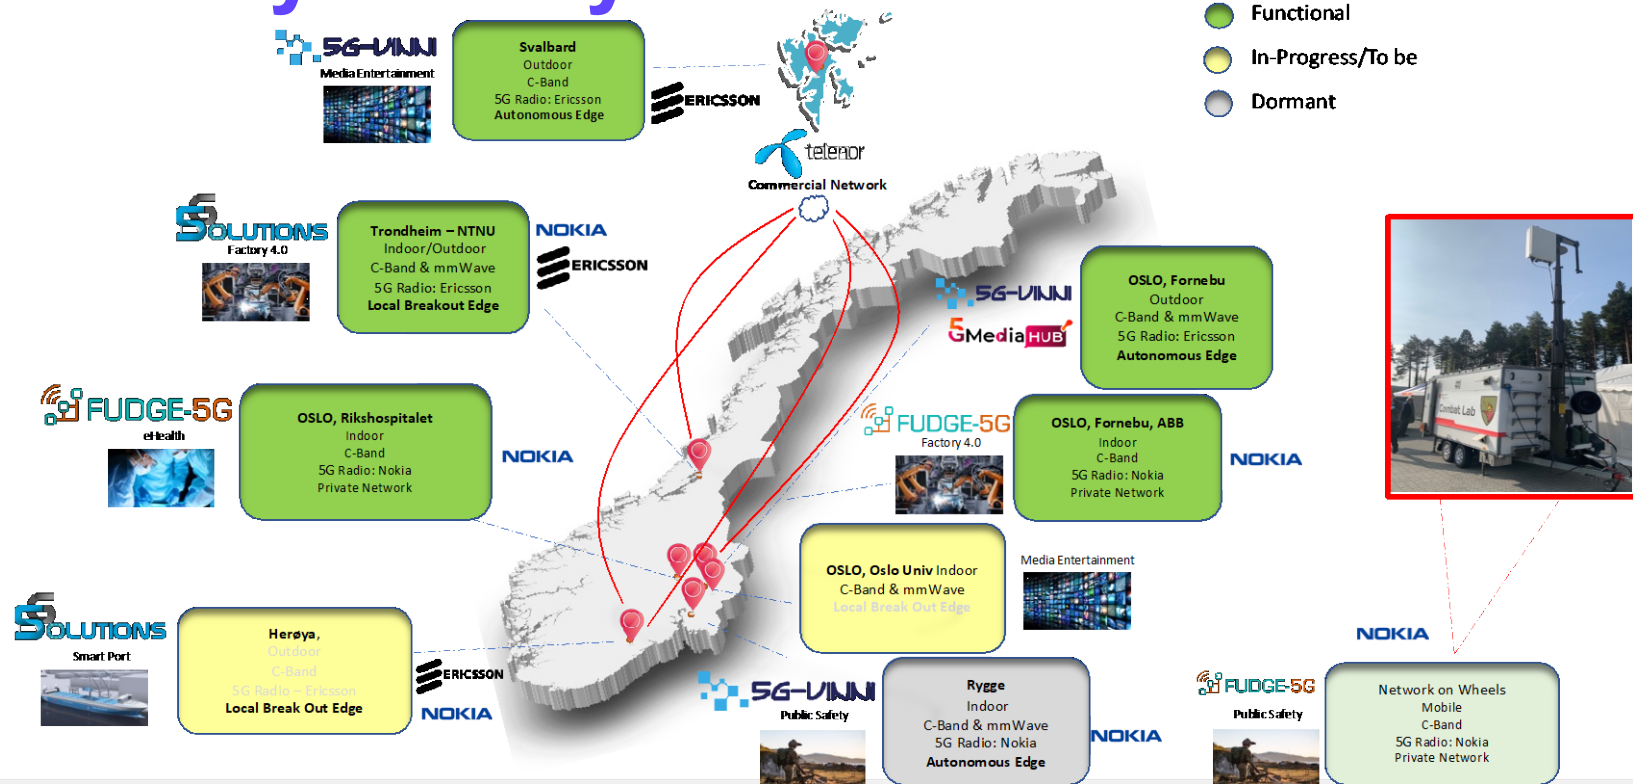 Functional
In-Progress/To be
Dormant
5G-VINNI
Media Entertainment
Svalbard
Outdoor
C-Band
5G Radio: Ericsson
Autonomous Edge
ERICSSON
telenor
Commercial Network
5G SOLUTIONS
Factory 4.0
Trondheim – NTNU
Indoor/Outdoor
C-Band & mmWave
5G Radio: Ericsson
Local Breakout Edge
NOKIA
ERICSSON
5G-VINNI
5GMediaHUB
OSLO, Fornebu
Outdoor
C-Band & mmWave
5G Radio: Ericsson
Autonomous Edge
FUDGE-5G
eHealth
OSLO, Rikshospitalet
Indoor
C-Band
5G Radio: Nokia
Private Network
NOKIA
FUDGE-5G
Factory 4.0
OSLO, Fornebu, ABB
Indoor
C-Band
5G Radio: Nokia
Private Network
NOKIA
Combat Lab
OSLO, Oslo Univ Indoor
C-Band & mmWave
Local Break Out Edge
Media Entertainment
5G SOLUTIONS
Smart Port
Herøya,
Outdoor
C-Band
5G Radio – Ericsson
Local Break Out Edge
ERICSSON
NOKIA
5G-VINNI
Public Safety
Rygge
Indoor
C-Band & mmWave
5G Radio: Nokia
Autonomous Edge
NOKIA
NOKIA
FUDGE-5G
Public Safety
Network on Wheels
Mobile
C-Band
5G Radio: Nokia
Private Network